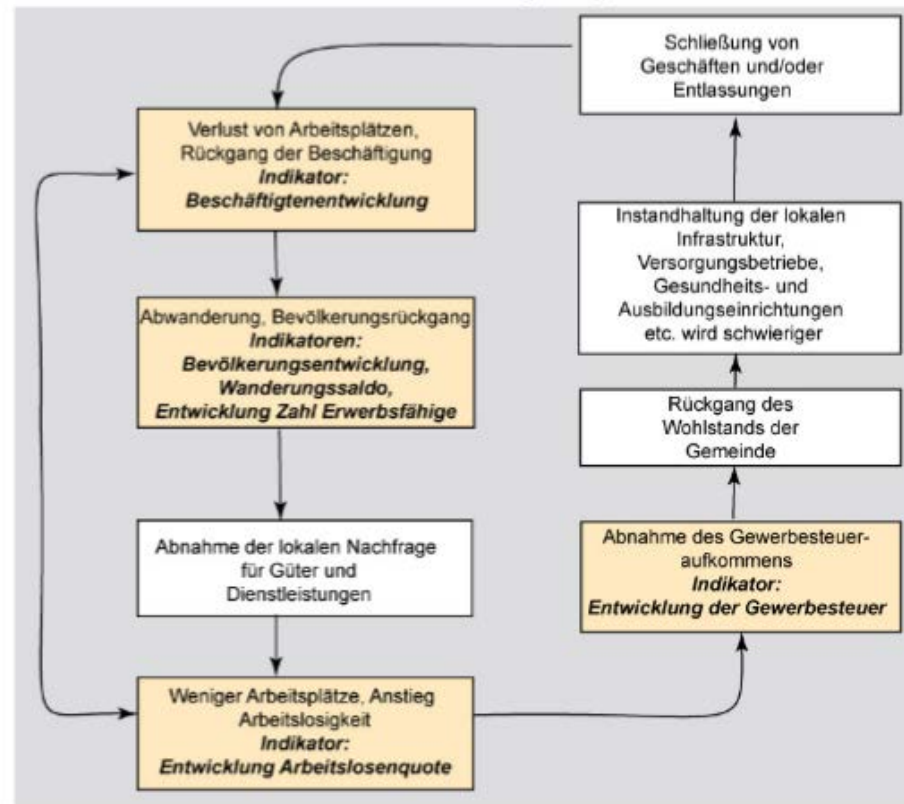 Schließung von
Geschäften und/oder
Entlassungen
Verlust von Arbeitsplätzen,
Rückgang der Beschäftigung
Indikator:
Beschäftigtenentwicklung
Instandhaltung der lokalen
Infrastruktur,
Versorgungsbetriebe,
Gesundheits- und
Ausbildungseinrichtungen
etc. wird schwieriger
Abwanderung, Bevölkerungsrückgang
Indikatoren:
Bevölkerungsentwicklung,
Wanderungssaldo,
Entwicklung Zahl Erwerbsfähige
Rückgang des
Wohlstands der
Gemeinde
Abnahme der lokalen Nachfrage
für Güter und
Dienstleistungen
Abnahme des Gewerbesteuer-
aufkommens
Indikator:
Entwicklung der Gewerbesteuer
Weniger Arbeitsplätze, Anstieg
Arbeitslosigkeit
Indikator:
Entwicklung Arbeitslosenquote